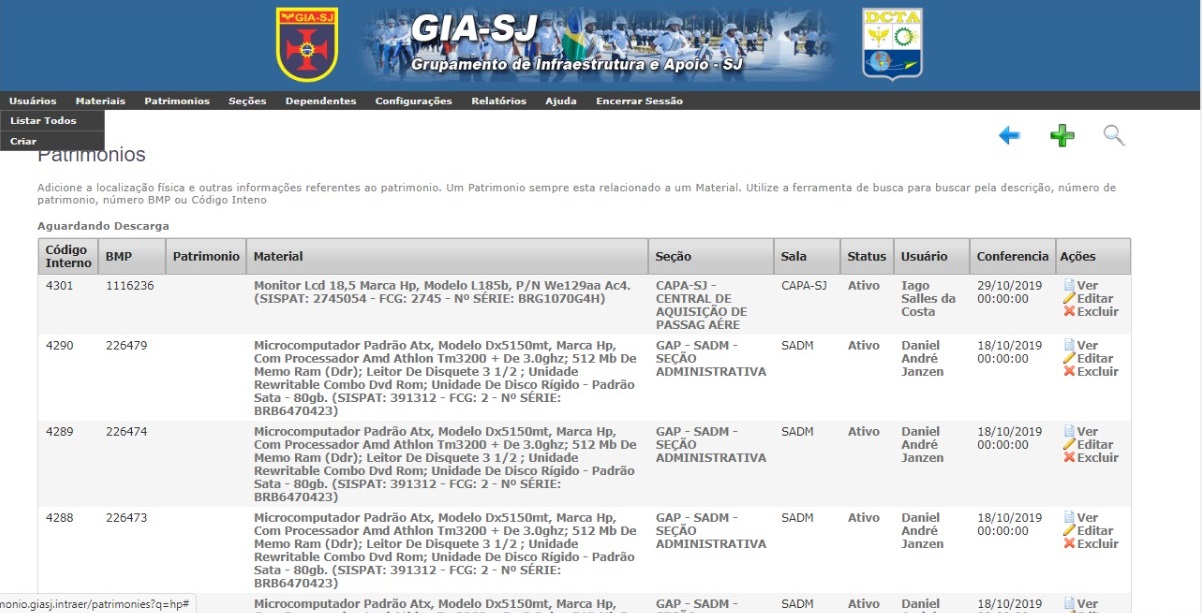 GIA-SJ
GIA-SJ
Grupamento de Infraestrutura e Apoio - SJ
DCTA
Usuários Materiais Patrimonios Seções Dependentes Configurações Relatórios Ajuda Encerrar Sessão
Listar Todos
Criar
Patrimonios
Adicione a localização física e outras informações referentes ao patrimonio. Um Patrimonio sempre esta relacionado a um Material. Utilize a ferramenta de busca para buscar pela descrição, número de
patrimonio, número BMP ou Código Inteno
Aguardando Descarga
Código Interno BMP Patrimonio Material Seção Sala Status Usuário Conferencia Ações
4301 1116236
Monitor Lcd 18,5 Marca Hp, Modelo L185b, P/N We129aa Ac4.
(SISPAT: 2745054 - FCG: 2745 - Nº SÉRIE: BRG1070G4H)
CAPA-SJ -
CENTRAL DE
AQUISIÇÃO DE
PASSAG AÉRE
CAPA-SJ
Ativo
Iago
Salles da
Costa
29/10/2019
00:00:00
Ver
Editar
Excluir
4290 226479
Microcomputador Padrão Atx, Modelo Dx5150mt, Marca Hp,
Com Processador Amd Athlon Tm3200 + De 3.0ghz; 512 Mb De
Memo Ram (Ddr); Leitor De Disquete 3 1/2 ; Unidade
Rewritable Combo Dvd Rom; Unidade De Disco Rígido - Padrão
Sata - 80gb. (SISPAT: 391312 - FCG: 2 - Nº SÉRIE:
BRB6470423)
GAP - SADM -
SEÇÃO
ADMINISTRATIVA
SADM
Ativo
Daniel
André
Janzen
18/10/2019
00:00:00
Ver
Editar
Excluir
4289 226474
Microcomputador Padrão Atx, Modelo Dx5150mt, Marca Hp,
Com Processador Amd Athlon Tm3200 + De 3.0ghz; 512 Mb De
Memo Ram (Ddr); Leitor De Disquete 3 1/2 ; Unidade
Rewritable Combo Dvd Rom; Unidade De Disco Rígido - Padrão
Sata - 80gb. (SISPAT: 391312 - FCG: 2 - Nº SÉRIE:
BRB6470423)
GAP - SADM -
SEÇÃO
ADMINISTRATIVA
SADM
Ativo
Daniel
André
Janzen
18/10/2019
00:00:00
Ver
Editar
Excluir
4288 226473
Microcomputador Padrão Atx, Modelo Dx5150mt, Marca Hp,
Com Processador Amd Athlon Tm3200 + De 3.0ghz; 512 Mb De
Memo Ram (Ddr); Leitor De Disquete 3 1/2 ; Unidade
Rewritable Combo Dvd Rom; Unidade De Disco Rígido - Padrão
Sata - 80gb. (SISPAT: 391312 - FCG: 2 - Nº SÉRIE:
BRB6470423)
GAP - SADM -
SEÇÃO
ADMINISTRATIVA
SADM
Ativo
Daniel
André
Janzen
18/10/2019
00:00:00
Ver
Editar
Excluir
Microcomputador Padrão Atx, Modelo Dx5150mt, Marca Hp,
GAP - SADM -
SADM
Ativo
Daniel
18/10/2019
Ver
monio.giasj.intraer/patrimonies?q=hp#